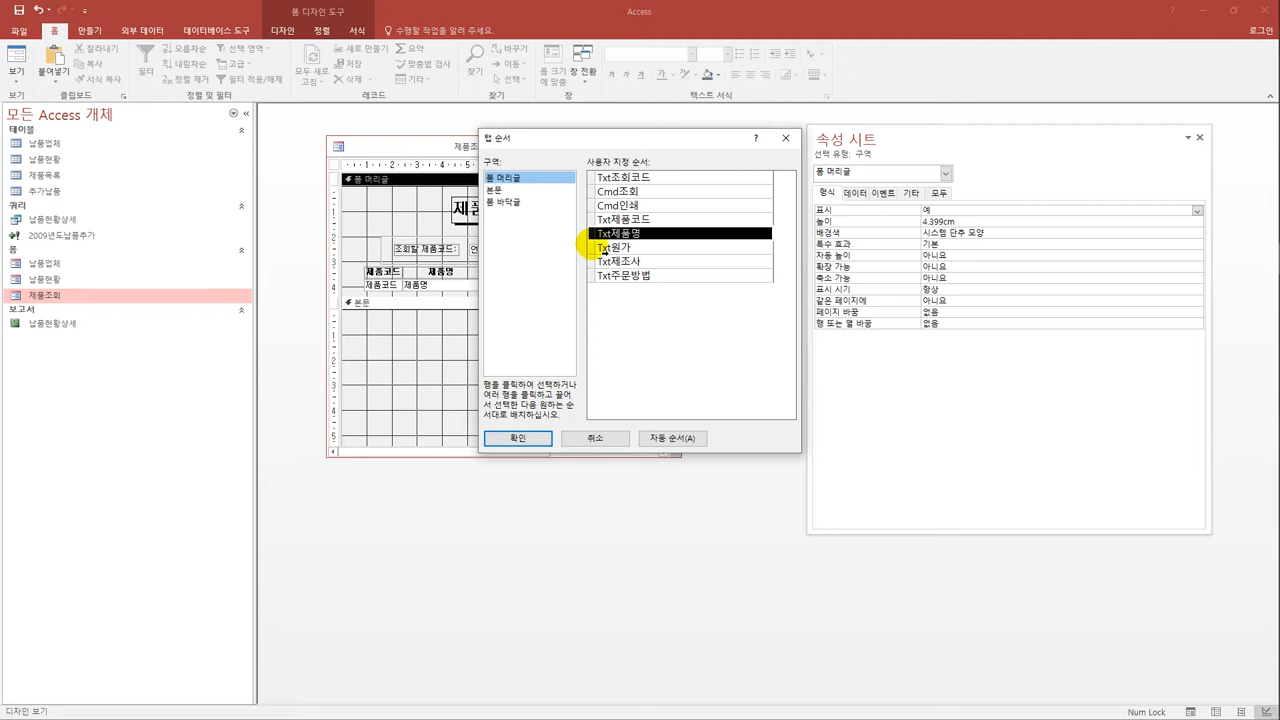 폼 디자인 도구
Access
파일
홈
만들기
외부 데이터
데이터베이스 도구
디자인
정렬
서식
수행할 작업을 알려 주세요.
로그인
보기
붙여넣기
잘라내기
복사
서식 복사
필터
오름차순
내림차순
정렬 제거
선택 영역
고급
필터 적용/해제
모두 새로 고침
새로 만들기
저장
삭제
요약
맞춤법 검사
기타
찾기
바꾸기
이동
선택
폼 크기에 맞춤
창 전환
보기
클립보드
정렬 및 필터
레코드
찾기
창
텍스트 서식
모든 Access 개체
테이블
납품업체
납품현황
제품목록
추가납품
쿼리
납품현황상세
2009년도납품추가
폼
납품업체
납품현황
제품조회
보고서
납품현황상세
제품조
폼 머리글
제품
조회할 제품코드:
제품코드
제품명
제품코드
제품명
본문
탭 순서
구역:
폼 머리글
본문
폼 바닥글
사용자 지정 순서:
Txt조회코드
Cmd조회
Cmd인쇄
Txt제품코드
Txt제품명
Txt원가
Txt제조사
Txt주문방법
행을 클릭하여 선택하거나
여러 행을 클릭하고 끌어
서 선택한 다음 원하는 순
서대로 배치하십시오.
확인
취소
자동 순서(A)
속성 시트
선택 유형: 구역
폼 머리글
형식
데이터
이벤트
기타
모두
표시 예
높이 4.399cm
배경색 시스템 단추 모양
특수 효과 기본
자동 높이 아니요
확장 가능 아니요
축소 가능 아니요
표시 시기 항상
같은 페이지에 아니요
페이지 바꿈 없음
행 또는 열 바꿈 없음
디자인 보기
Num Lock